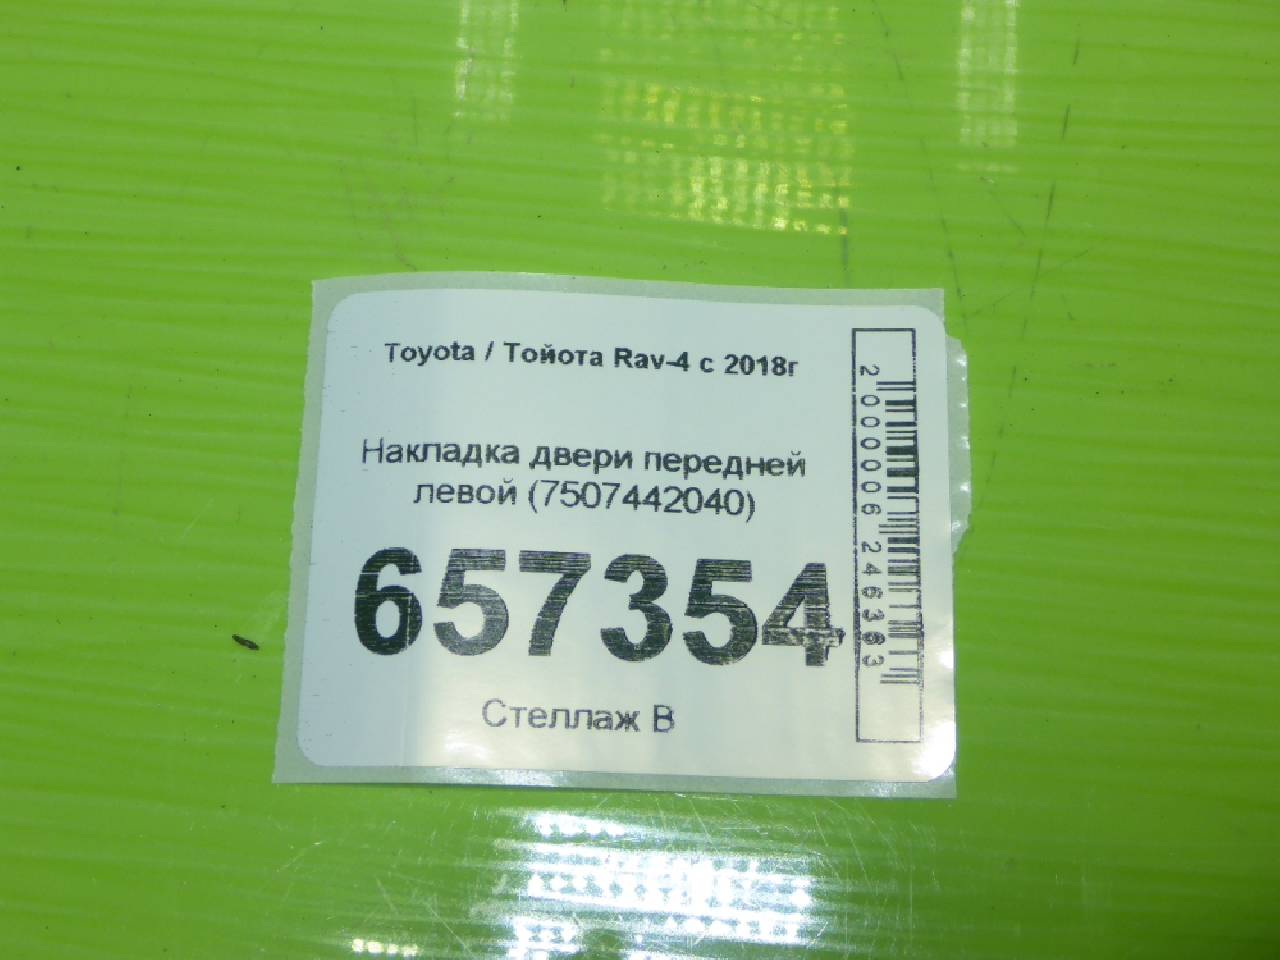 Toyota / Тойота Rav-4 с 2018г
Накладка двери передней
левой (7507442040)
657354
Стеллаж В
2000006246363